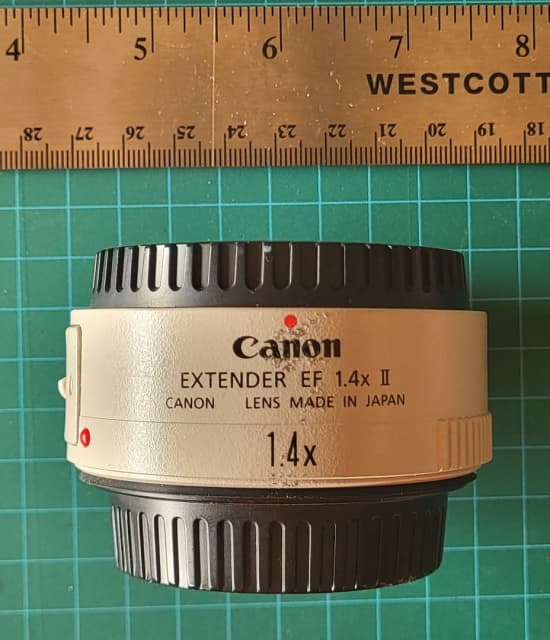 4 5 6 7 8
WESTCOTT
28 27 26 25 24 23 22 21 20 19 18
Canon
EXTENDER EF 1.4x II
CANON LENS MADE IN JAPAN
1.4x